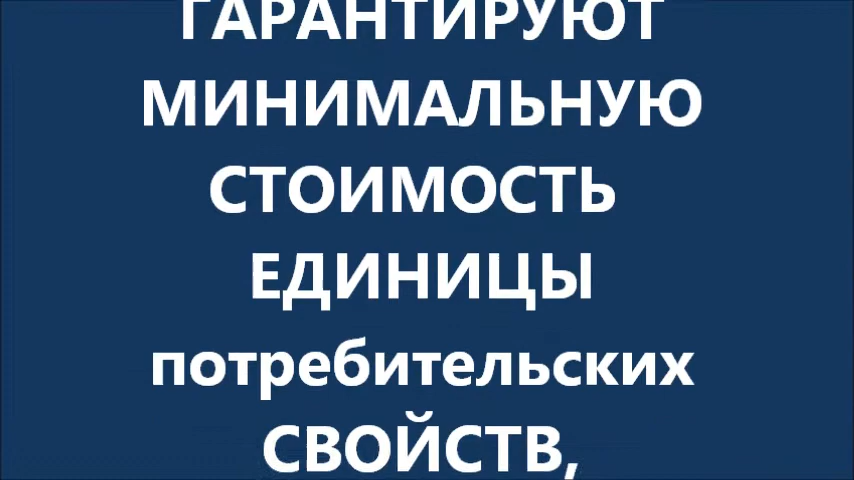 ГАРАНТИРУЮТ
МИНИМАЛЬНУЮ
СТОИМОСТЬ
ЕДИНИЦЫ
потребительских
СВОЙСТВ,